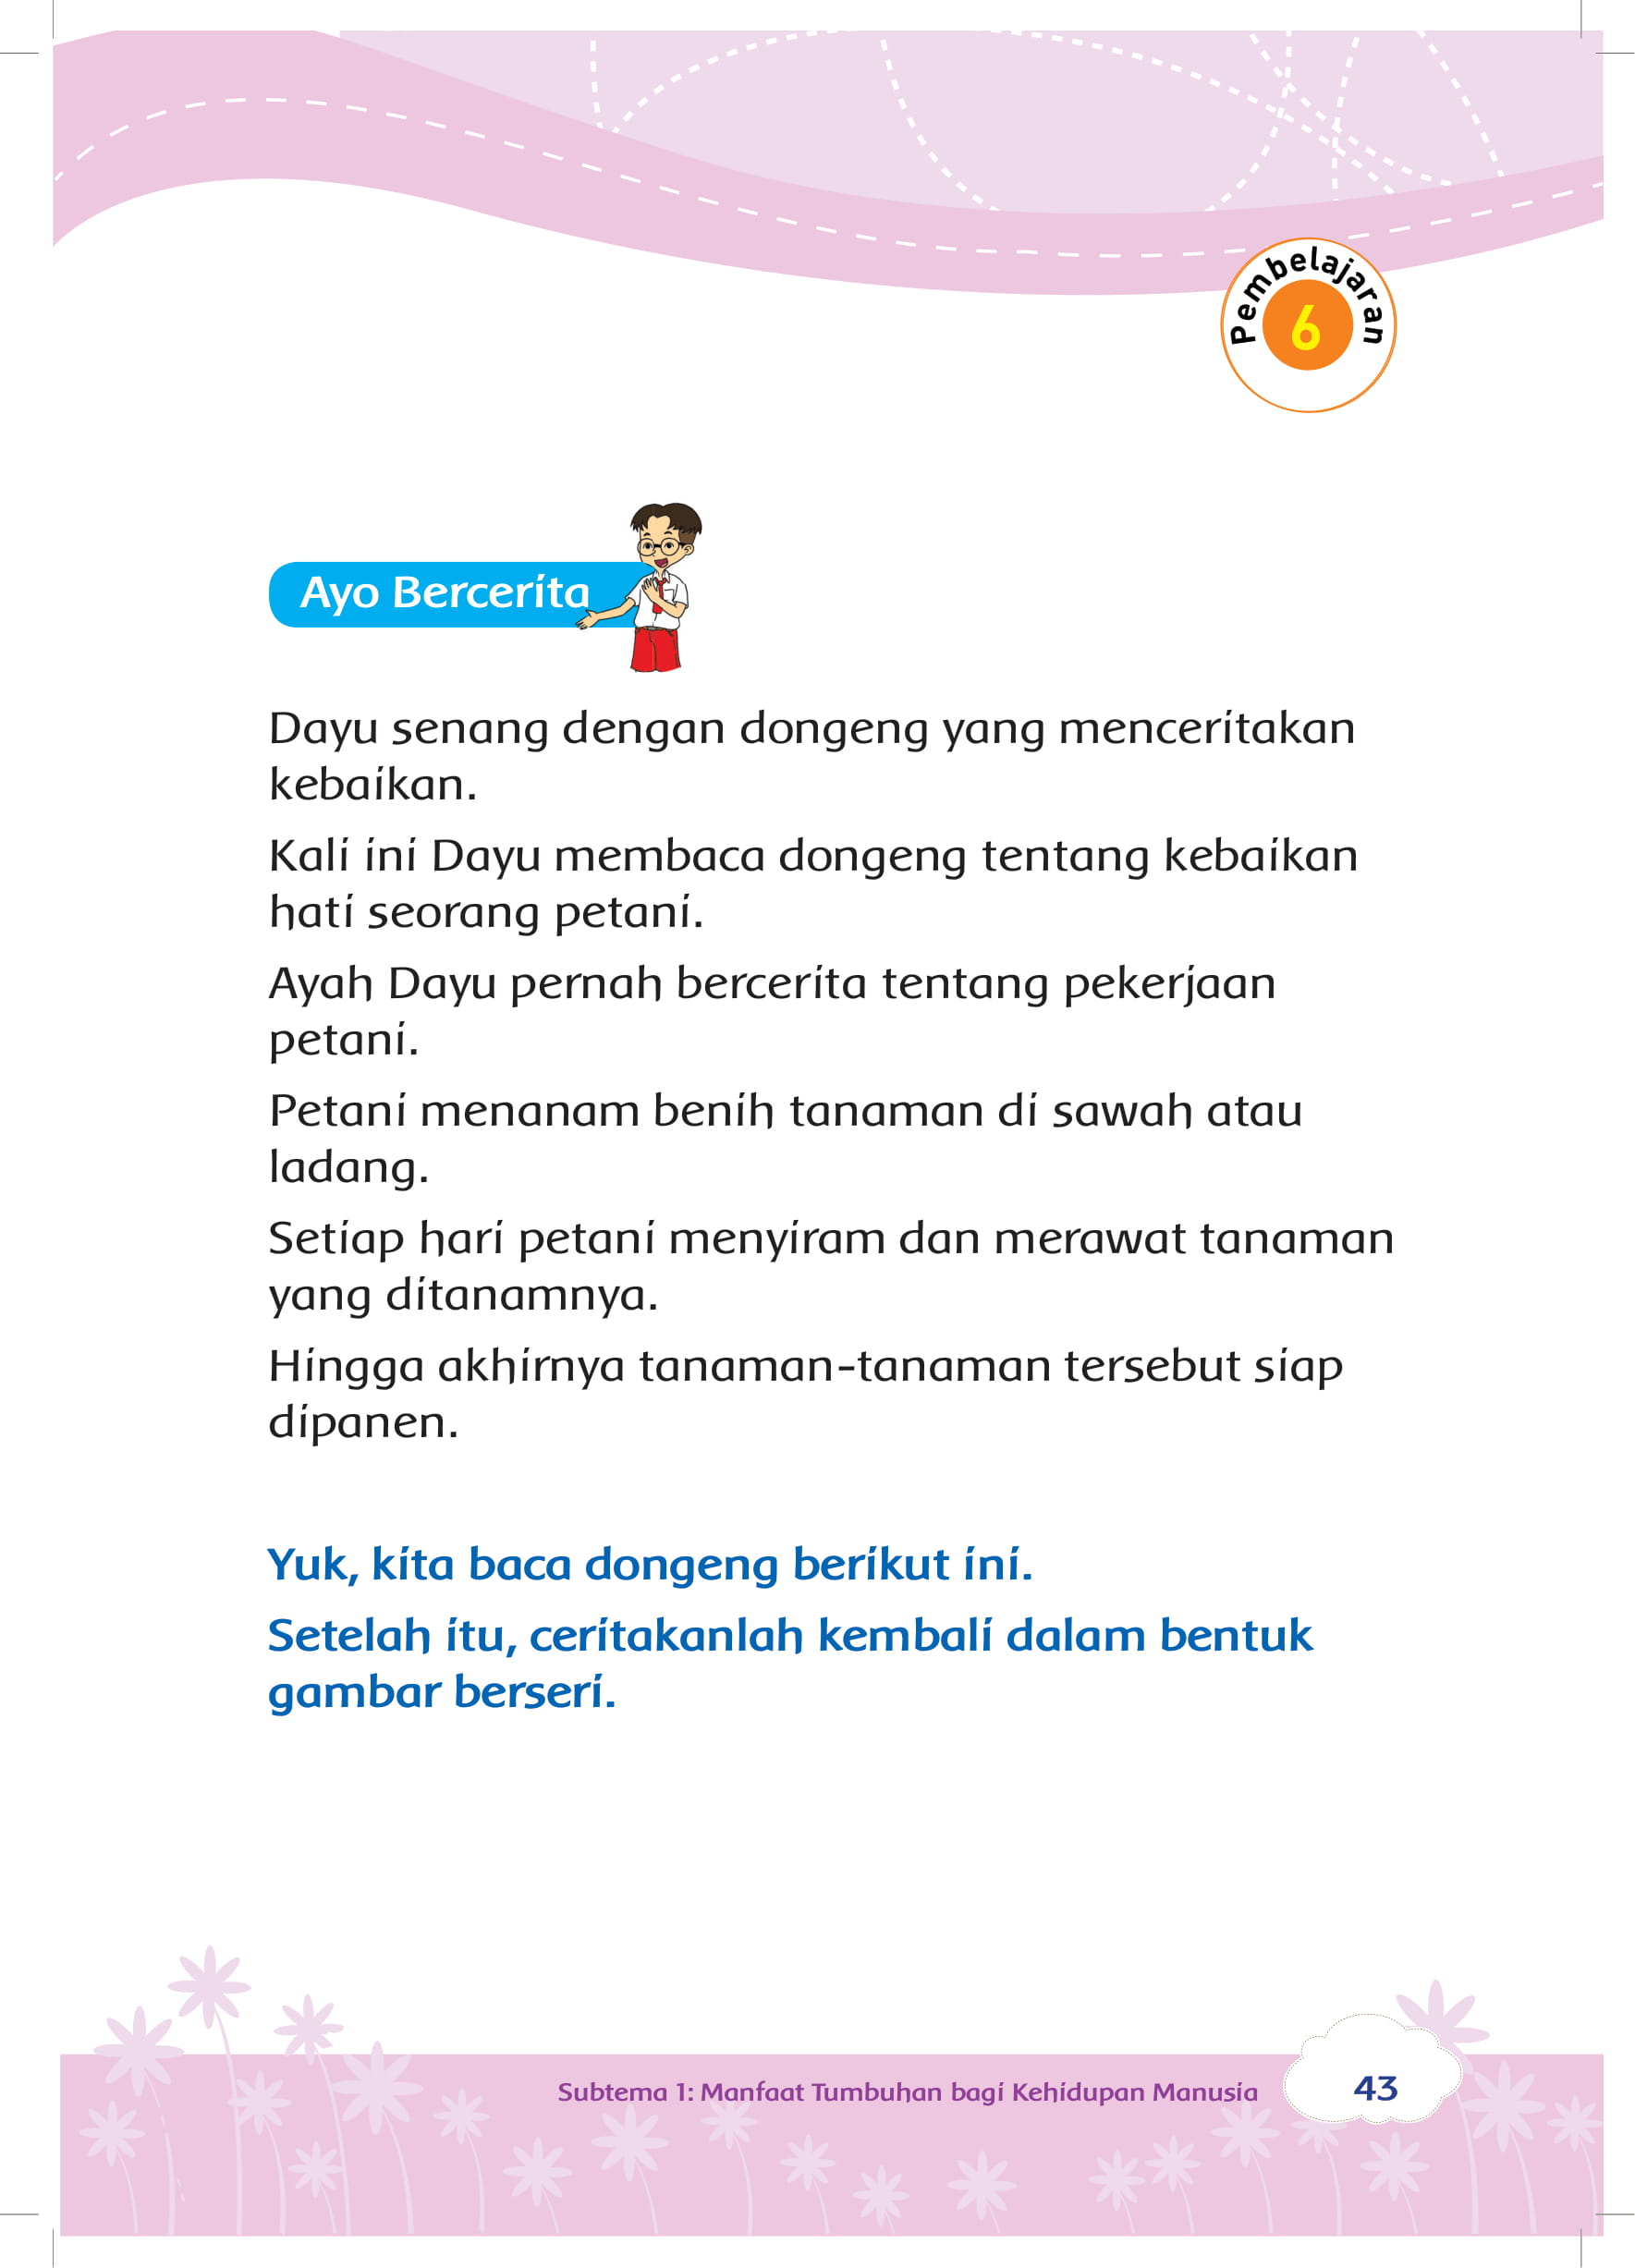 Pembelajaran
6
Ayo Bercerita
Dayu senang dengan dongeng yang menceritakan
kebaikan.
Kali ini Dayu membaca dongeng tentang kebaikan
hati seorang petani.
Ayah Dayu pernah bercerita tentang pekerjaan
petani.
Petani menanam benih tanaman di sawah atau
ladang.
Setiap hari petani menyiram dan merawat tanaman
yang ditanamnya.
Hingga akhirnya tanaman-tanaman tersebut siap
dipanen.
Yuk, kita baca dongeng berikut ini.
Setelah itu, ceritakanlah kembali dalam bentuk
gambar berseri.
Subtema 1: Manfaat Tumbuhan bagi Kehidupan Manusia
43